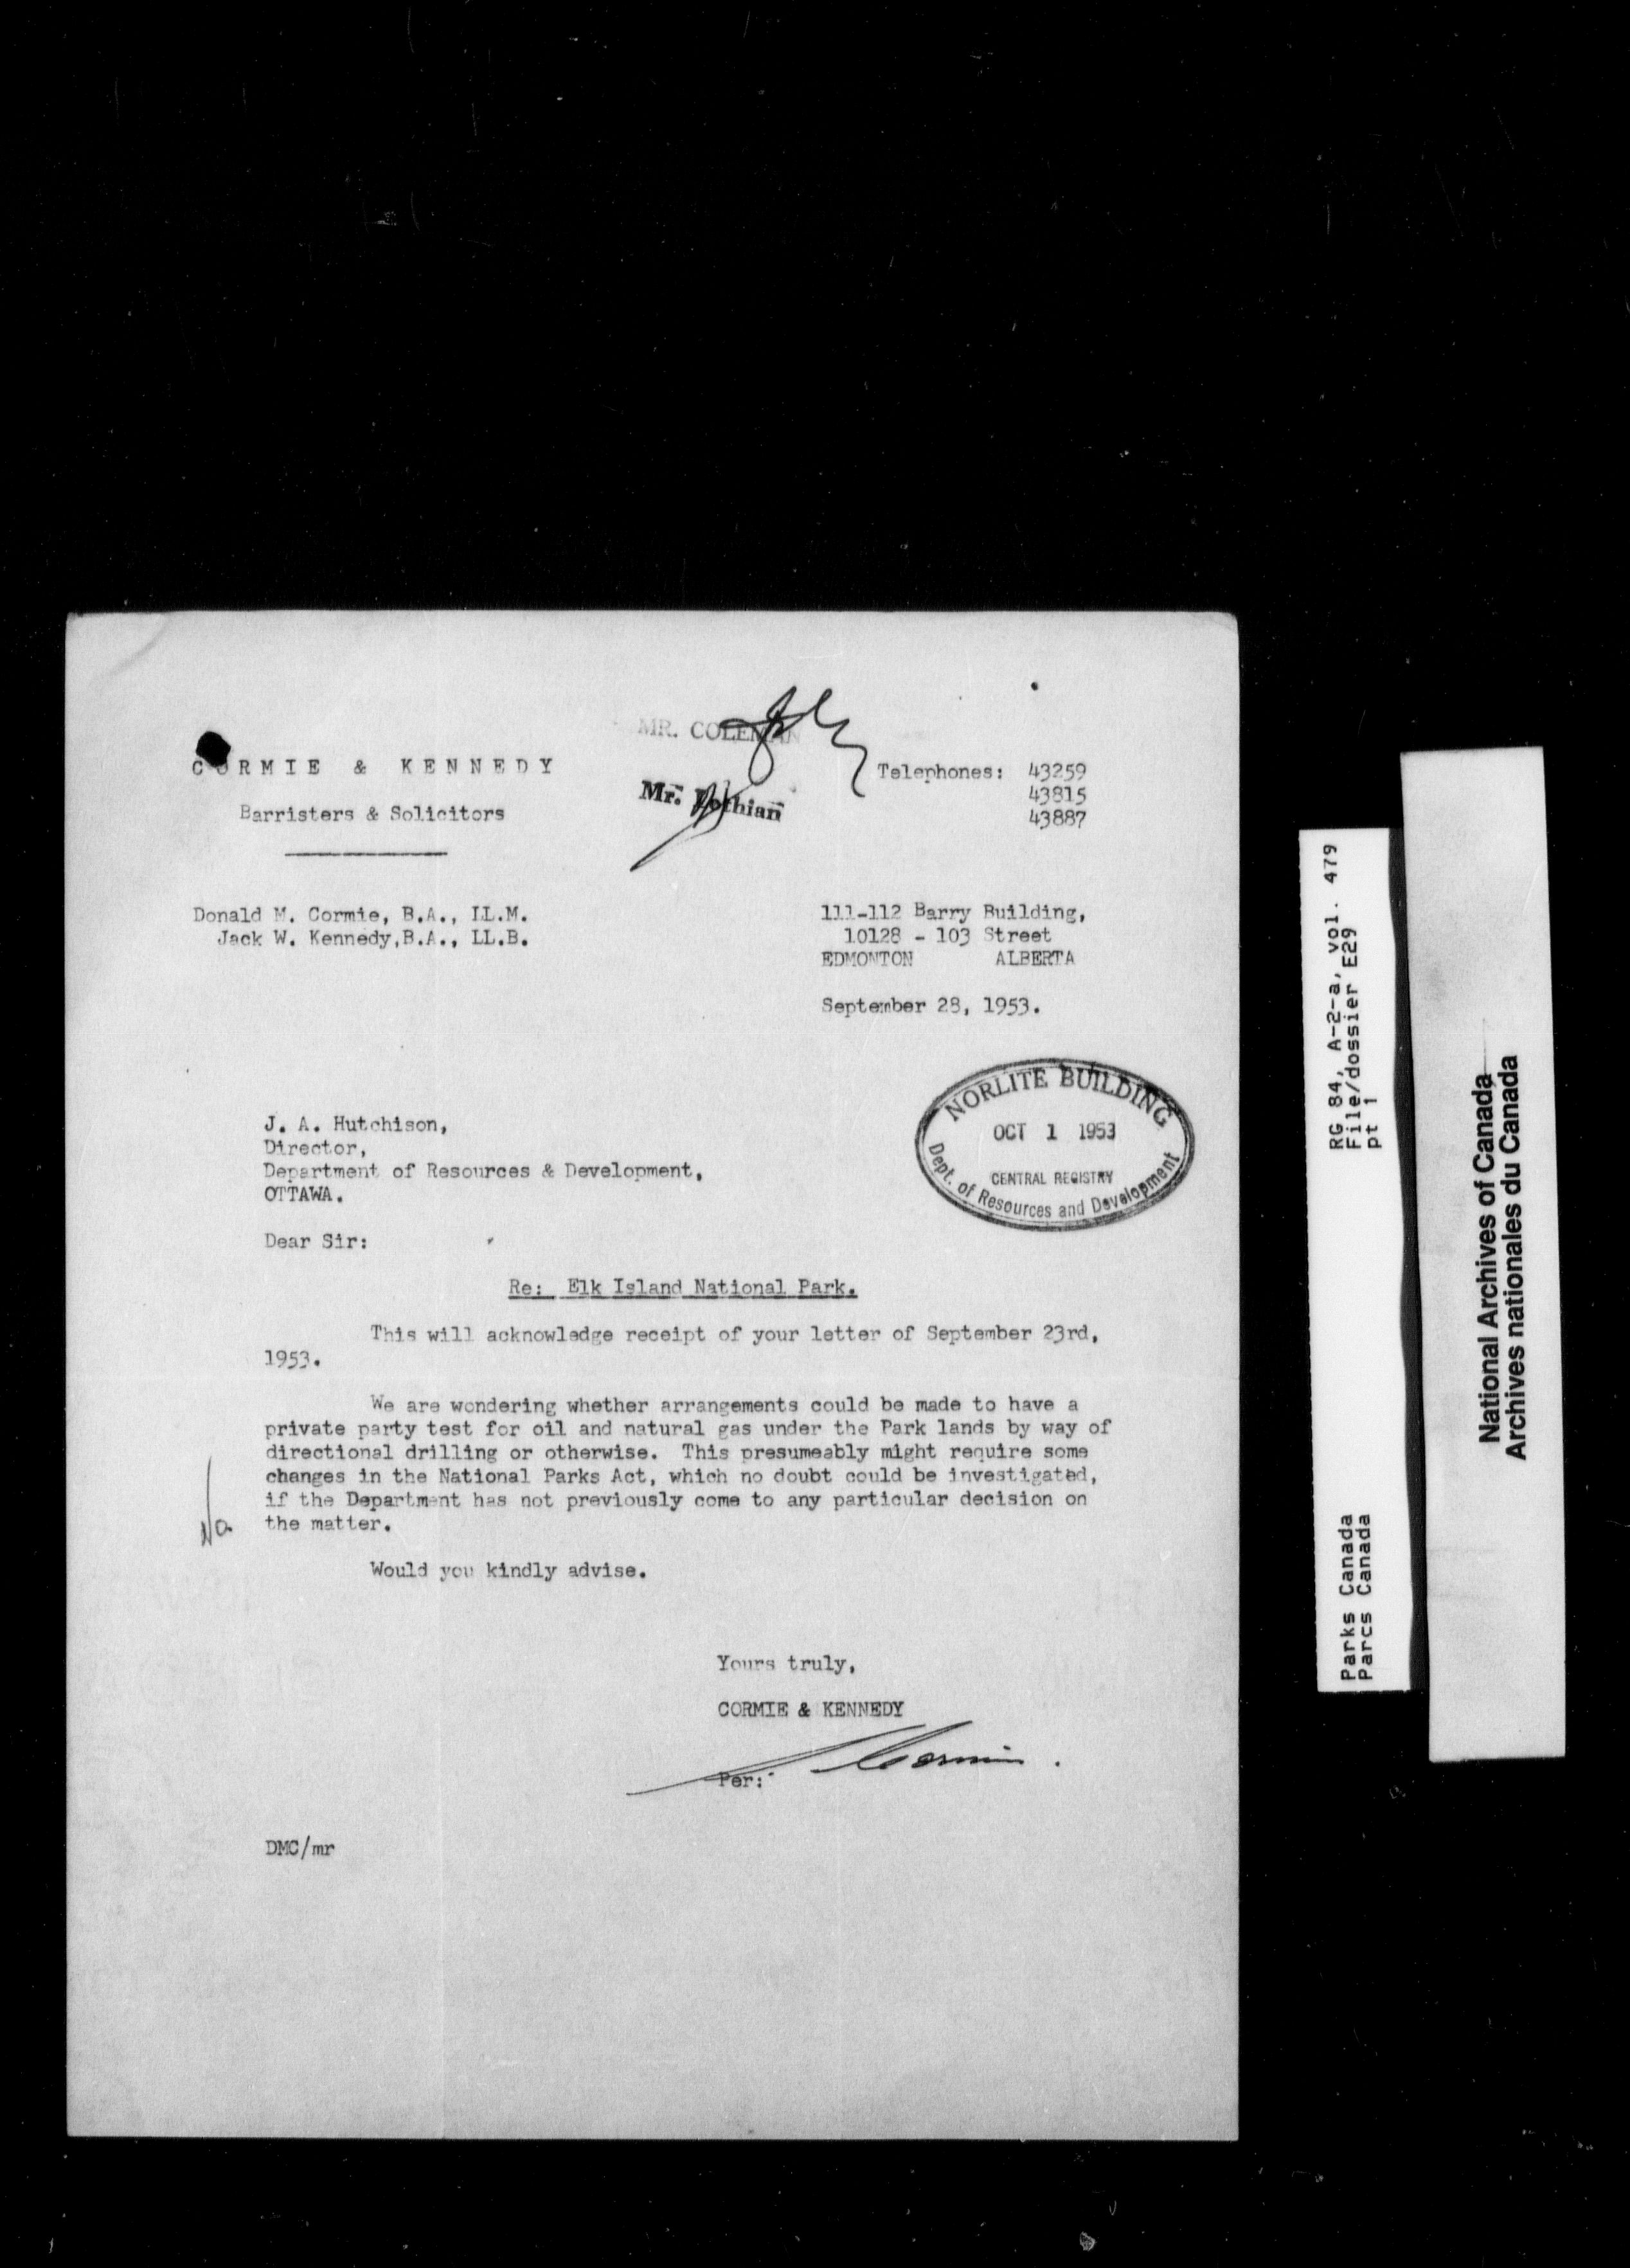 MR. COLEMAN
CORMIE & KENNEDY
Barristers & Solicitors
Mr. Lothian
Telephones: 43259
43815
43887
Donald M. Cormie, B.A., LL.M.
Jack W. Kennedy,B.A., LL.B.
111-112 Barry Building,
10128 - 103 Street
EDMONTON ALBERTA
September 28, 1953.
NORLITE BUILDING
OCT 1 1953
CENTRAL REGISTRY
Dept. of Resources and Development
J. A. Hutchison,
Director,
Department of Resources & Development,
OTTAWA.
Dear Sir:
Re: Elk Island National Park.
This will acknowledge receipt of your letter of September 23rd,
1953.
We are wondering whether arrangements could be made to have a
private party test for oil and natural gas under the Park lands by way of
directional drilling or otherwise. This presumeably might require some
changes in the National Parks Act, which no doubt could be investigated,
if the Department has not previously come to any particular decision on
the matter.
No.
Would you kindly advise.
Yours truly,
CORMIE & KENNEDY
Per: Cormie.
DMC/mr
RG 84, A-2-a, vol. 479
File/dossier E29
pt 1
Parks Canada
Parcs Canada
National Archives of Canada
Archives nationales du Canada